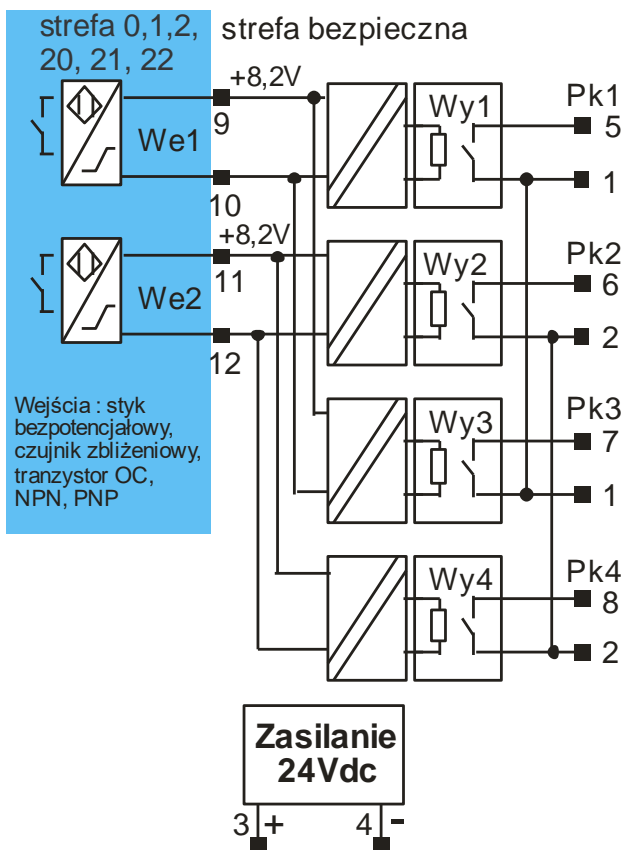 strefa 0,1,2,
20, 21, 22
strefa bezpieczna
+8,2V
9
We1
10
Wy1
Pk1
5
1
+8,2V
11
We2
12
Wy2
Pk2
6
2
Wejścia : styk
bezpotencjałowy,
czujnik zbliżeniowy,
tranzystor OC,
NPN, PNP
Wy3
Pk3
7
1
Wy4
Pk4
8
2
Zasilanie
24Vdc
3 +
4 -